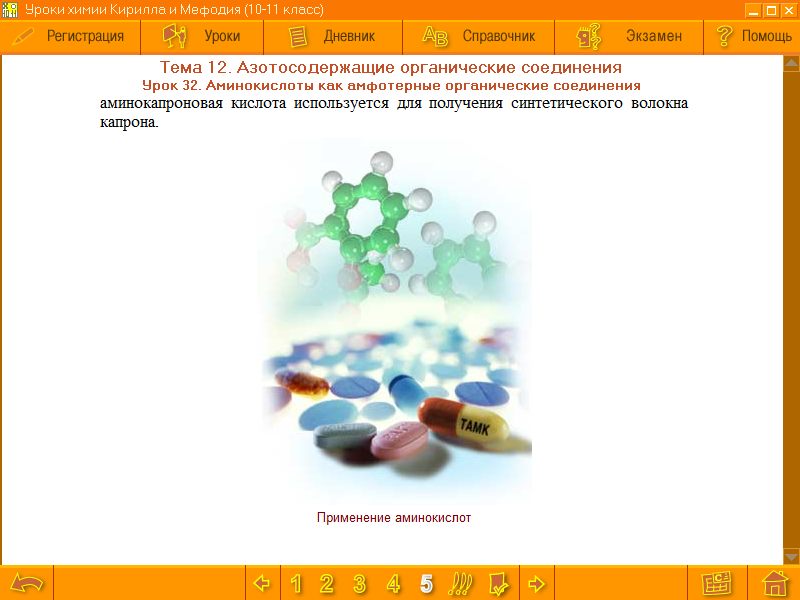 Уроки химии Кирилла и Мефодия (10-11 класс)
Регистрация Уроки Дневник АБ Справочник Экзамен Помощь
Тема 12. Азотосодержащие органические соединения
Урок 32. Аминокислоты как амфотерные органические соединения
аминокапроновая кислота используется для получения синтетического волокна
капрона.
ТАМК
Применение аминокислот
1 2 3 4 5